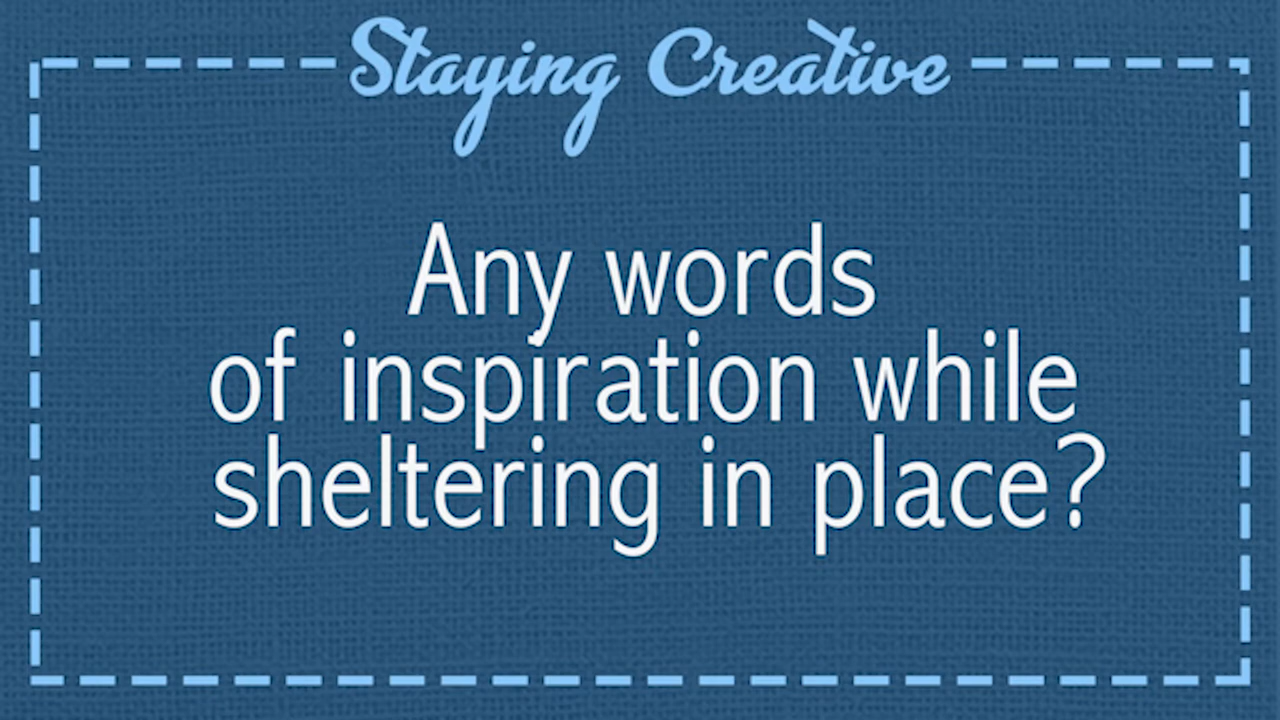 Staying Creative
Any words
of inspiration while
sheltering in place?